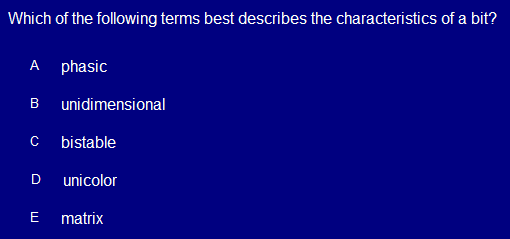 Which of the following terms best describes the characteristics of a bit?
A phasic
B unidimensional
C bistable
D unicolor
E matrix